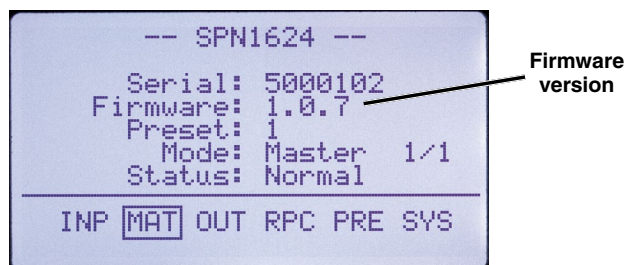 -- SPN1624 --
Serial: 5000102
Firmware: 1.0.7
Preset: 1
Mode: Master 1/1
Status: Normal
INP MAT OUT RPC PRE SYS
Firmware
version